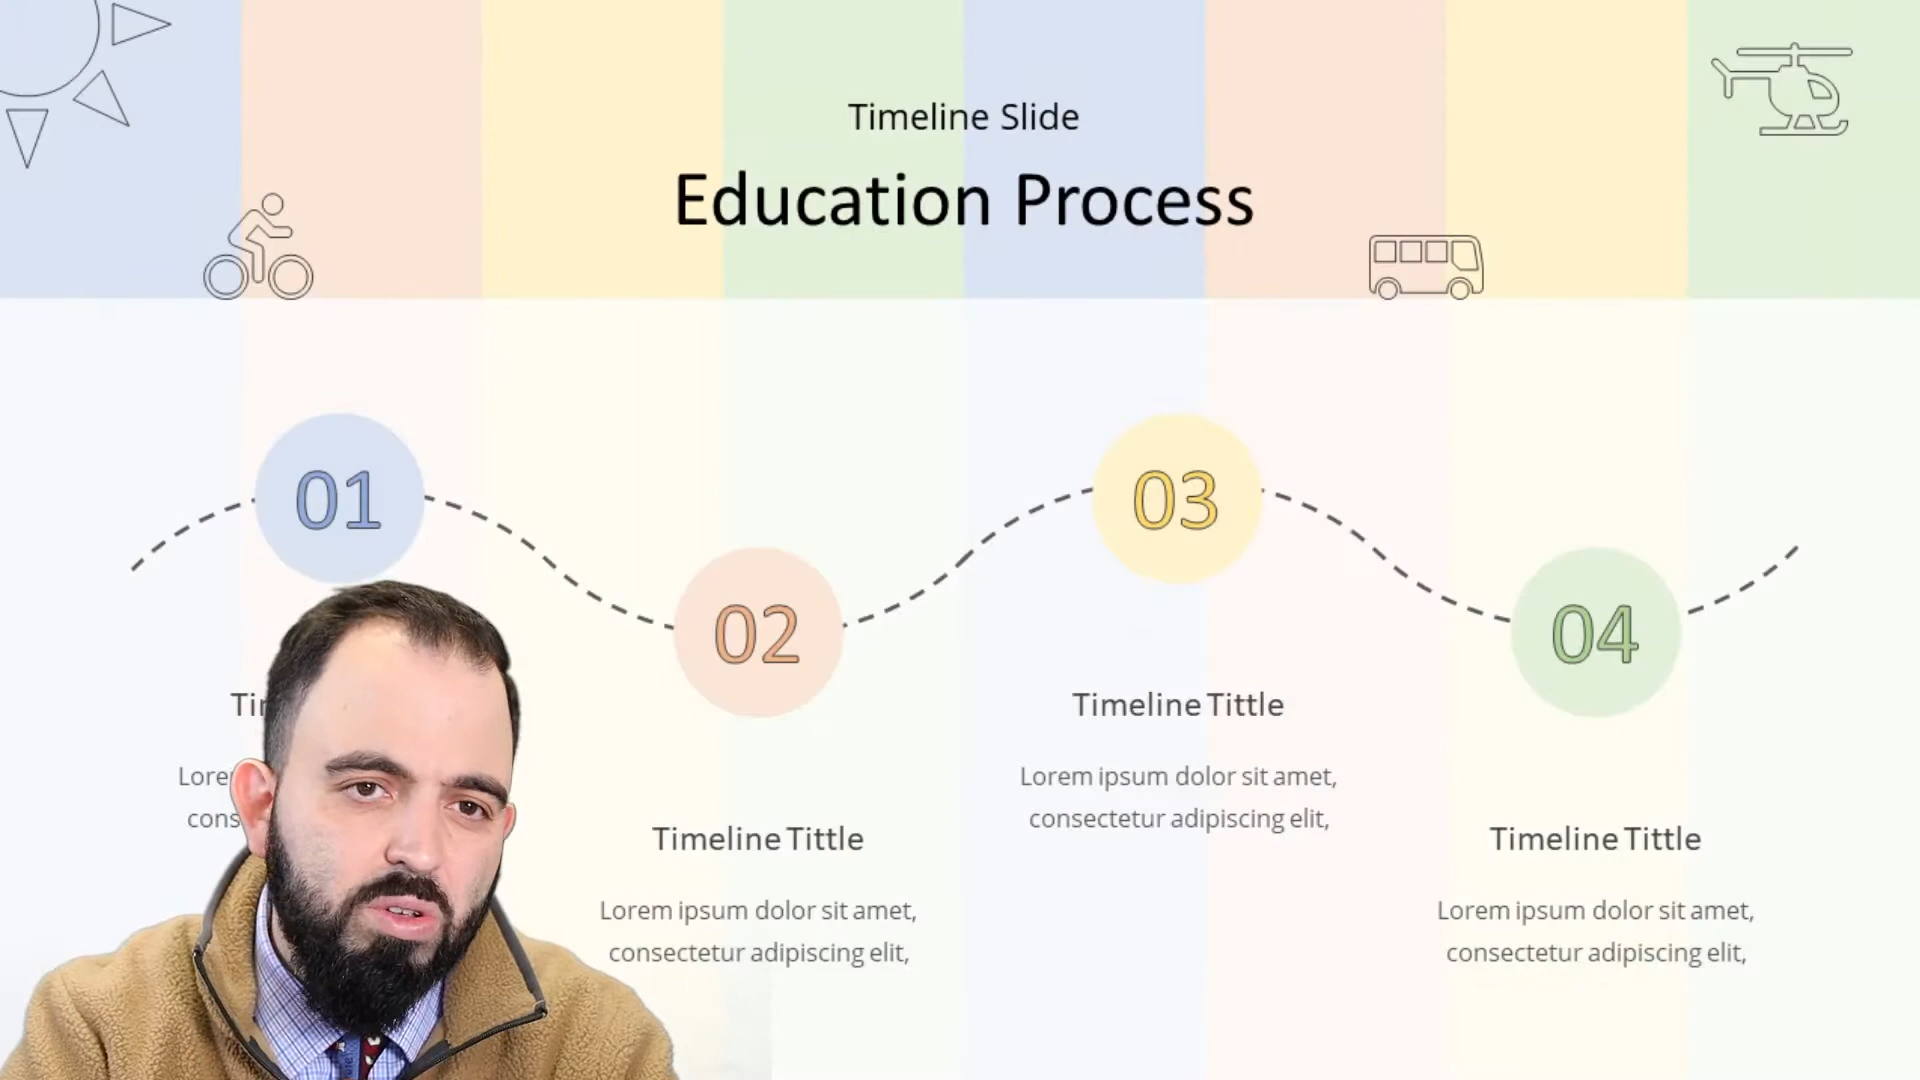 Timeline Slide
Education Process
01
03
02
04
Timeline Tittle
Lorem ipsum dolor sit amet,
consectetur adipiscing elit,
Timeline Tittle
Lorem ipsum dolor sit amet,
consectetur adipiscing elit,
Timeline Tittle
Lorem ipsum dolor sit amet,
consectetur adipiscing elit,